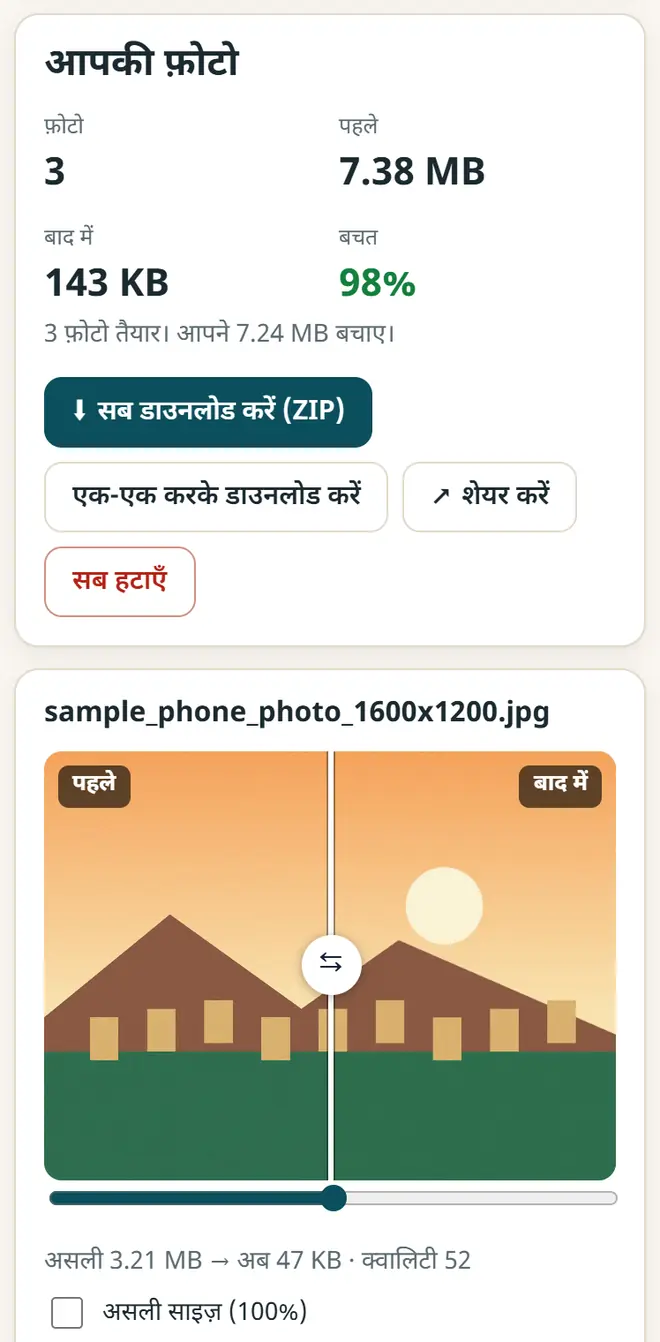 आपकी फ़ोटो
फ़ोटो
3
पहले
7.38 MB
बाद में
143 KB
बचत
98%
3 फ़ोटो तैयार। आपने 7.24 MB बचाए।
⬇ सब डाउनलोड करें (ZIP)
एक-एक करके डाउनलोड करें
↗ शेयर करें
सब हटाएँ
sample_phone_photo_1600x1200.jpg
पहले
बाद में
असली 3.21 MB → अब 47 KB · क्वालिटी 52
असली साइज़ (100%)